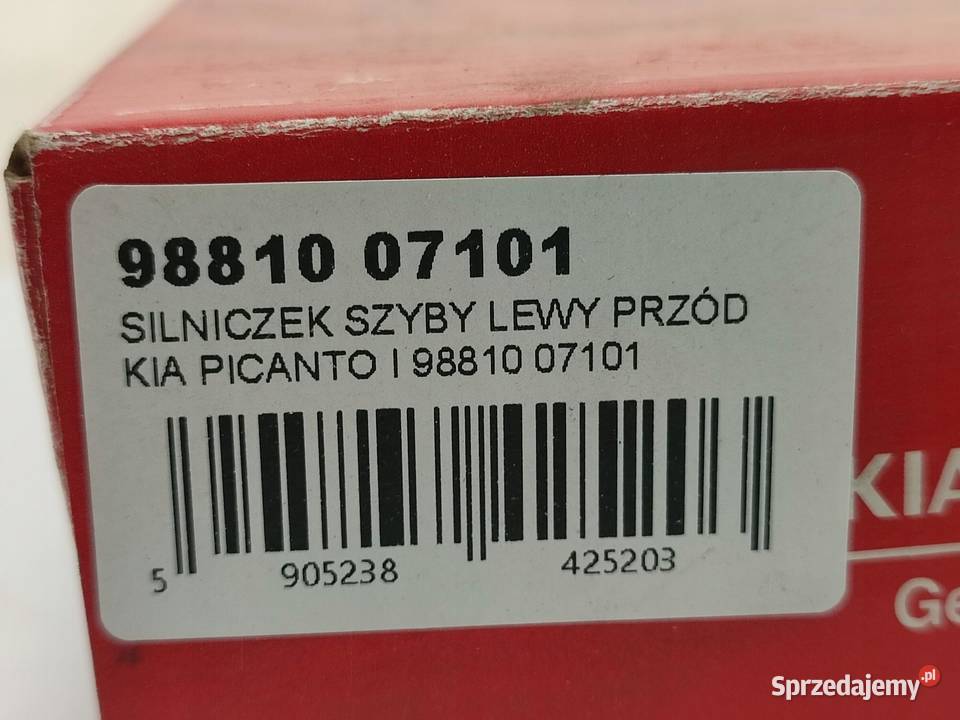 98810 07101
SILNICZEK SZYBY LEWY PRZÓD
KIA PICANTO I 98810 07101
5 905238 425203
KIA
Ge
Sprzedajemy.pl